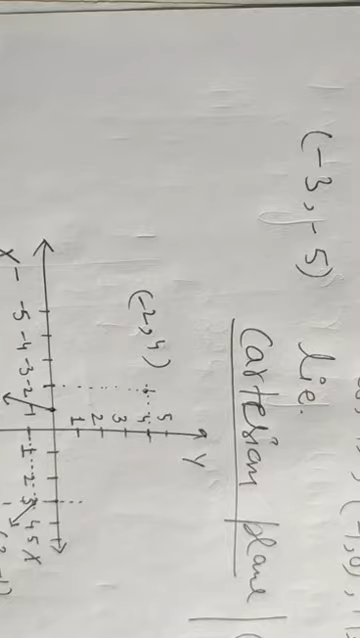 (-3, -5) lie.
Cartesian plane
Y
5
4
3
2
1
(-2, 4)
X -5 -4 -3 -2 -1 1 2 3 4 5 X